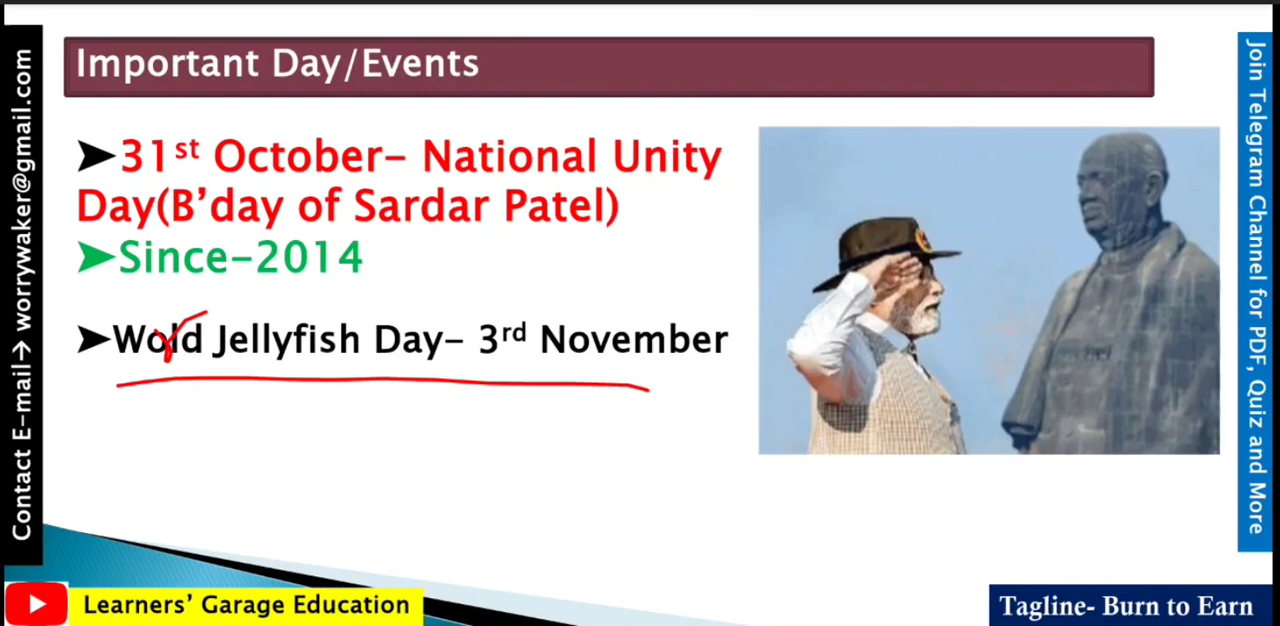 Important Day/Events
➤31st October- National Unity
Day(B’day of Sardar Patel)
➤Since-2014
➤Wold Jellyfish Day- 3rd November
Contact E-mail→ worrywaker@gmail.com
Join Telegram Channel for PDF, Quiz and More
Learners’ Garage Education
Tagline- Burn to Earn